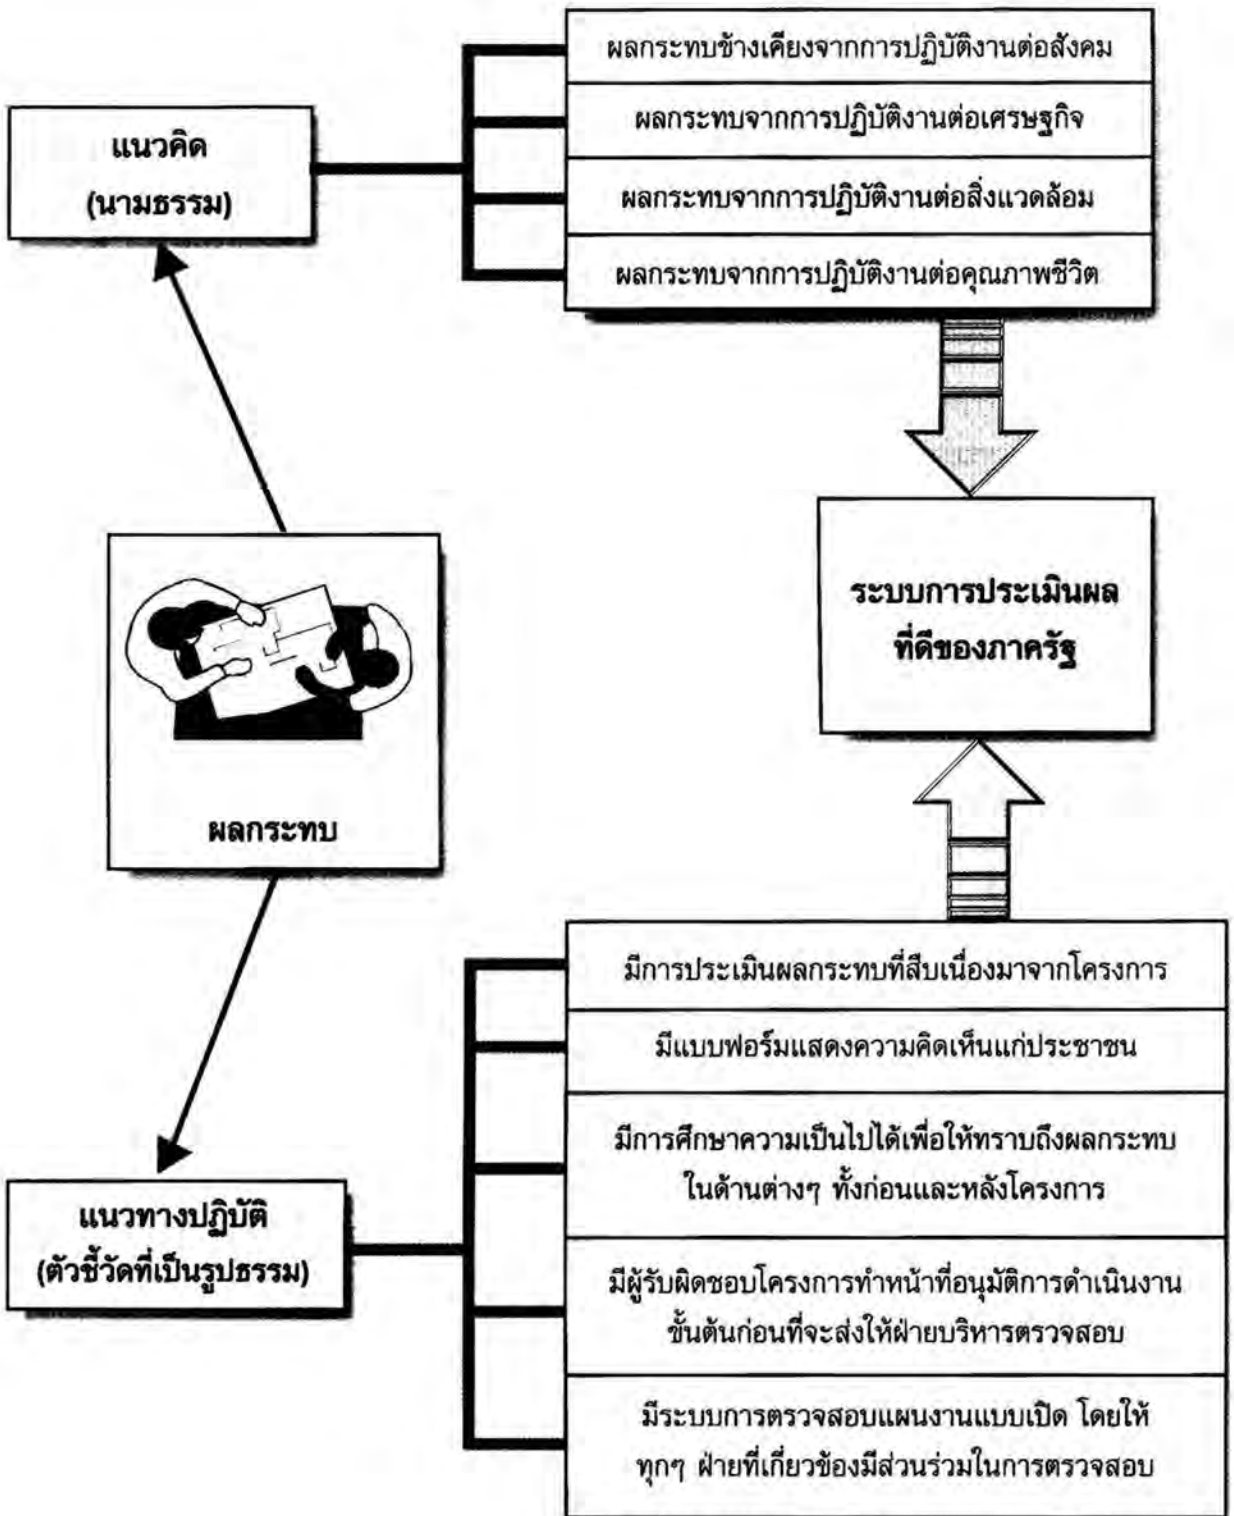 ผลกระทบข้างเคียงจากการปฏิบัติงานต่อสังคม
ผลกระทบจากการปฏิบัติงานต่อเศรษฐกิจ
ผลกระทบจากการปฏิบัติงานต่อสิ่งแวดล้อม
ผลกระทบจากการปฏิบัติงานต่อคุณภาพชีวิต
แนวคิด
(นามธรรม)
ระบบการประเมินผล
ที่ดีของภาครัฐ
ผลกระทบ
แนวทางปฏิบัติ
(ตัวชี้วัดที่เป็นรูปธรรม)
มีการประเมินผลกระทบที่สืบเนื่องมาจากโครงการ
มีแบบฟอร์มแสดงความคิดเห็นแก่ประชาชน
มีการศึกษาความเป็นไปได้เพื่อให้ทราบถึงผลกระทบ
ในด้านต่างๆ ทั้งก่อนและหลังโครงการ
มีผู้รับผิดชอบโครงการทำหน้าที่อนุมัติการดำเนินงาน
ขั้นต้นก่อนที่จะส่งให้ฝ่ายบริหารตรวจสอบ
มีระบบการตรวจสอบแผนงานแบบเปิด โดยให้
ทุกๆ ฝ่ายที่เกี่ยวข้องมีส่วนร่วมในการตรวจสอบ